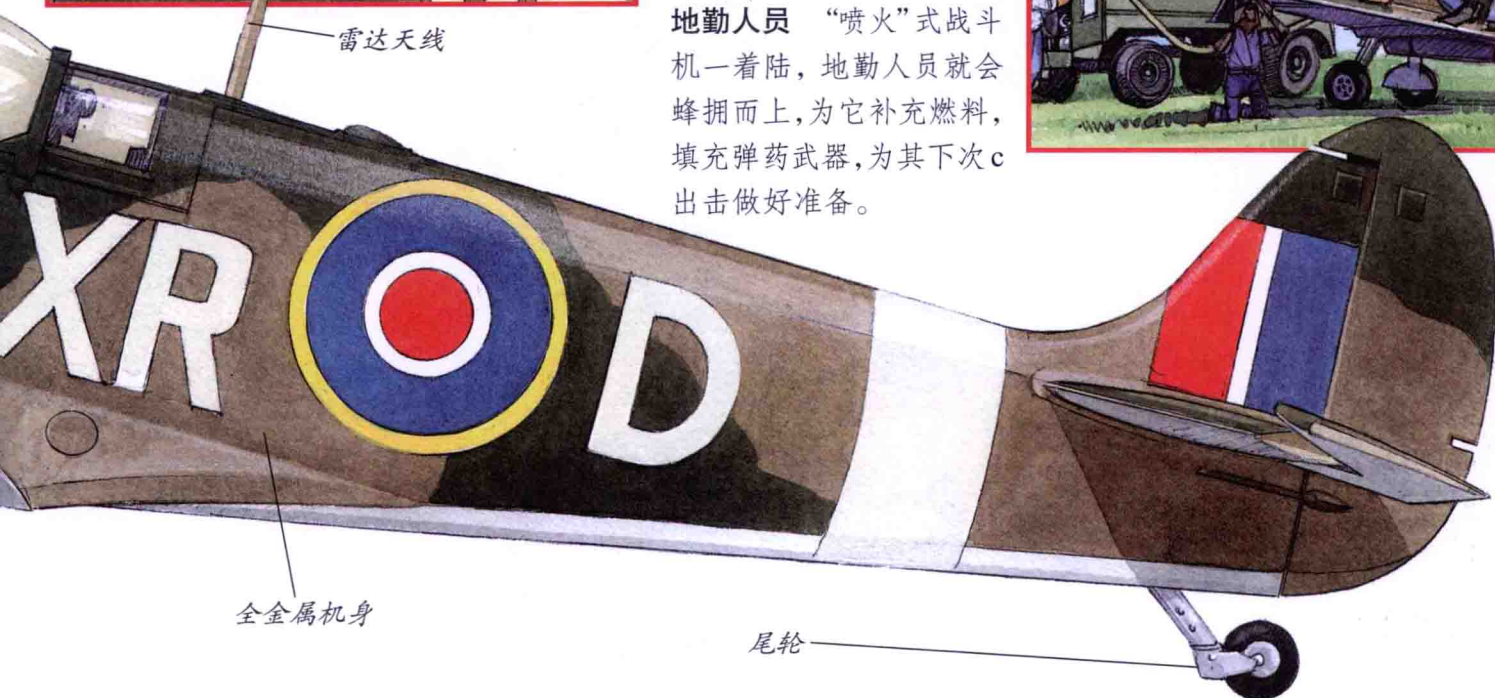 雷达天线
地勤人员 “喷火”式战斗
机一着陆，地勤人员就会
蜂拥而上，为它补充燃料，
填充弹药武器，为其下次c
出击做好准备。
XR D
全金属机身
尾轮